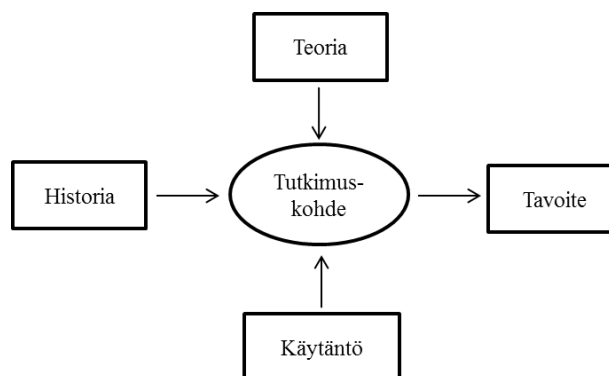 Teoria
Historia
Tutkimus-
kohde
Tavoite
Käytäntö